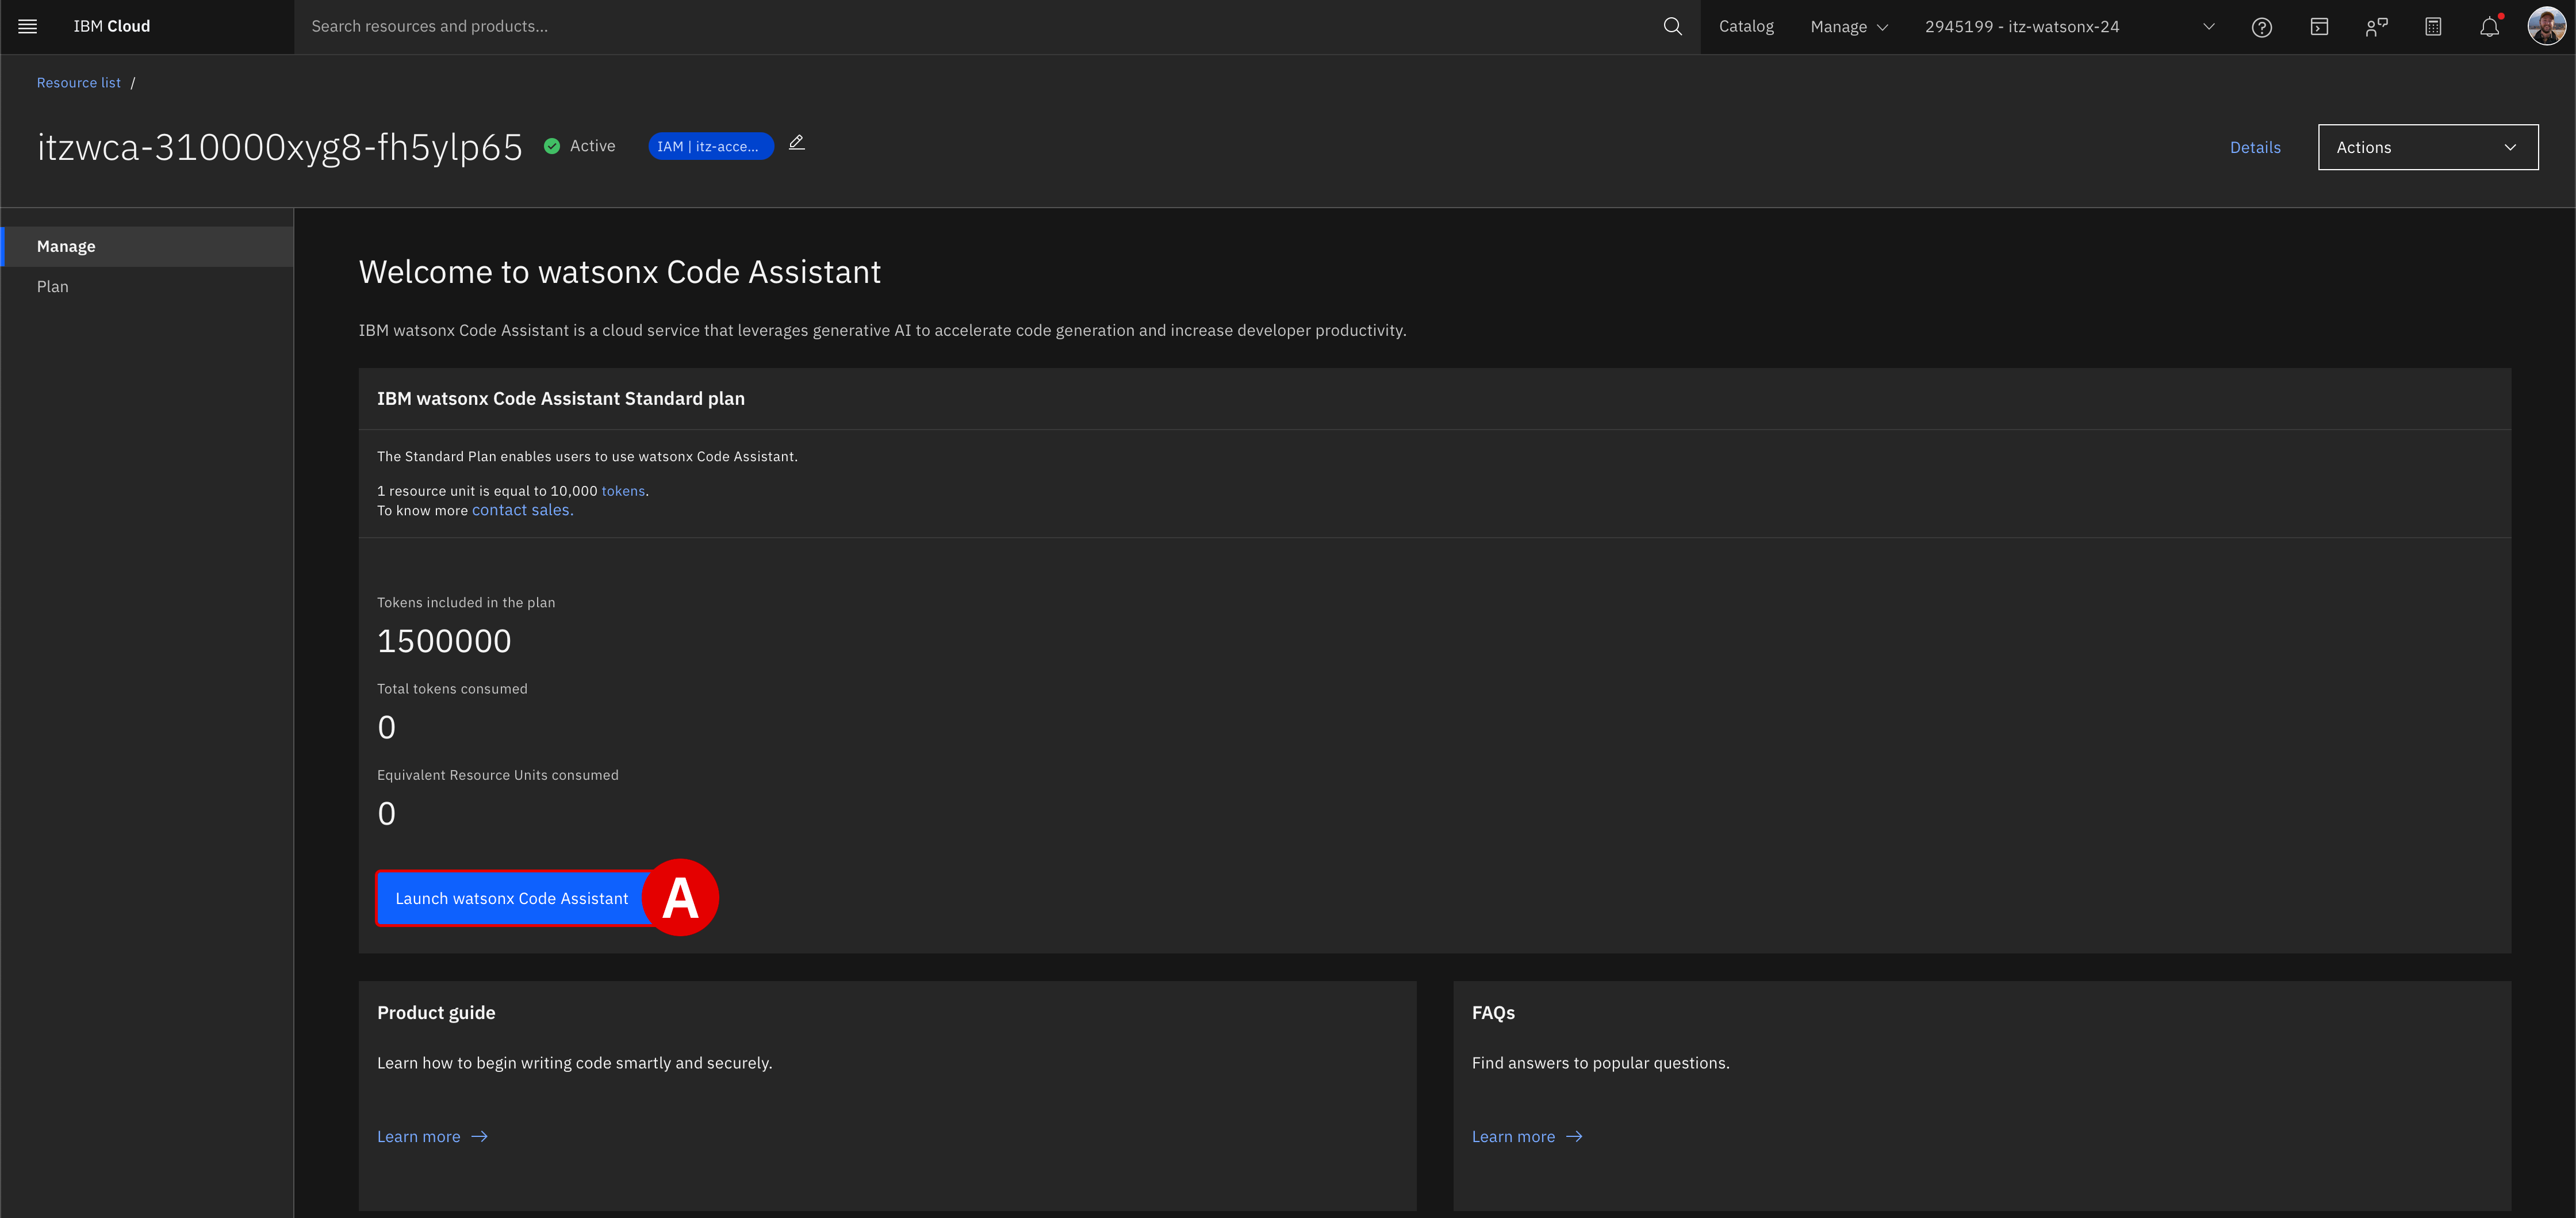 IBM Cloud
Search resources and products...
Catalog
Manage
2945199 - itz-watsonx-24
Resource list /
itzwca-310000xyg8-fh5ylp65
Active
IAM | itz-acce...
Details
Actions
Manage
Plan
Welcome to watsonx Code Assistant
IBM watsonx Code Assistant is a cloud service that leverages generative AI to accelerate code generation and increase developer productivity.
IBM watsonx Code Assistant Standard plan
The Standard Plan enables users to use watsonx Code Assistant.
1 resource unit is equal to 10,000 tokens.
To know more contact sales.
Tokens included in the plan
1500000
Total tokens consumed
0
Equivalent Resource Units consumed
0
Launch watsonx Code Assistant
A
Product guide
Learn how to begin writing code smartly and securely.
Learn more
FAQs
Find answers to popular questions.
Learn more